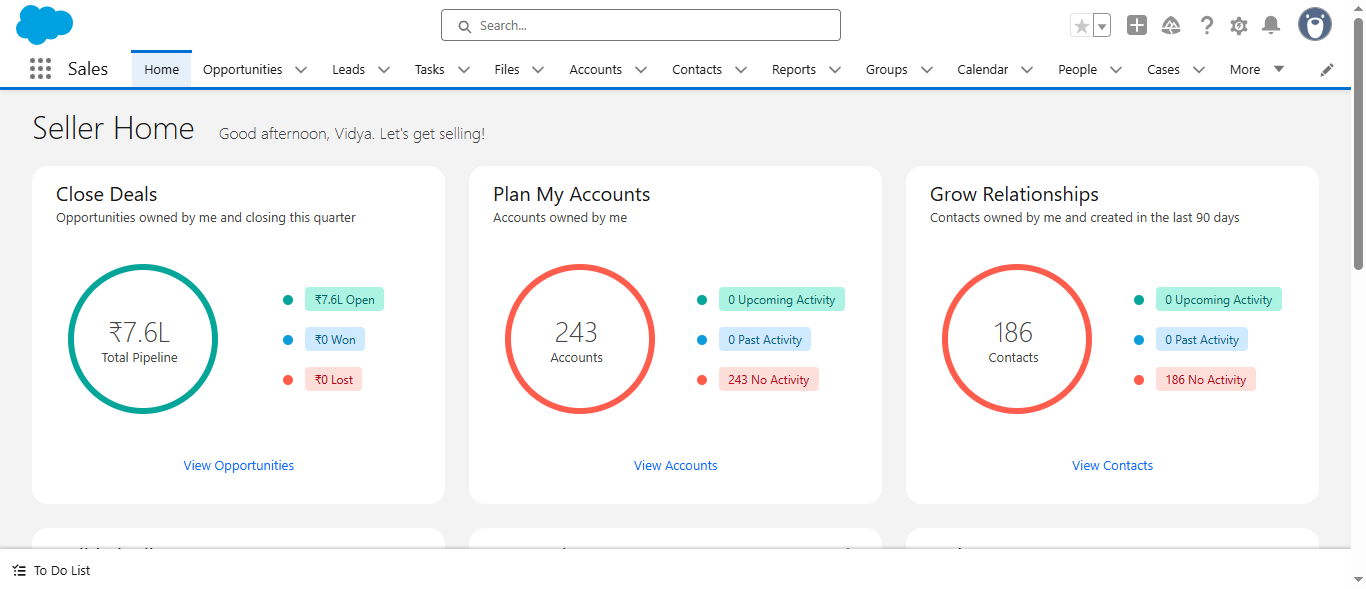 Search...
Sales
Home
Opportunities
Leads
Tasks
Files
Accounts
Contacts
Reports
Groups
Calendar
People
Cases
More
Seller Home
Good afternoon, Vidya. Let's get selling!
Close Deals
Opportunities owned by me and closing this quarter
₹7.6L
Total Pipeline
₹7.6L Open
₹0 Won
₹0 Lost
View Opportunities
Plan My Accounts
Accounts owned by me
243
Accounts
0 Upcoming Activity
0 Past Activity
243 No Activity
View Accounts
Grow Relationships
Contacts owned by me and created in the last 90 days
186
Contacts
0 Upcoming Activity
0 Past Activity
186 No Activity
View Contacts
To Do List